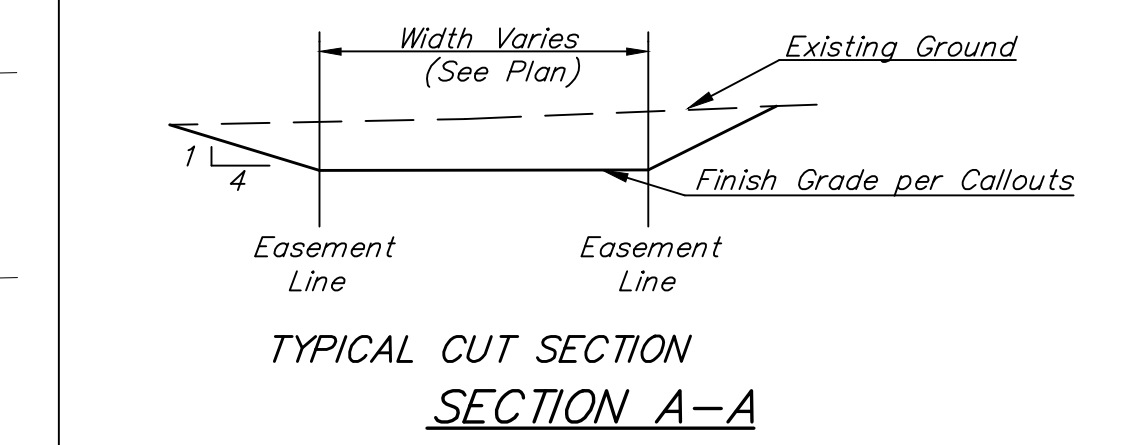 Width Varies
(See Plan)
Existing Ground
1
4
Finish Grade per Callouts
Easement
Line
Easement
Line
TYPICAL CUT SECTION
SECTION A-A